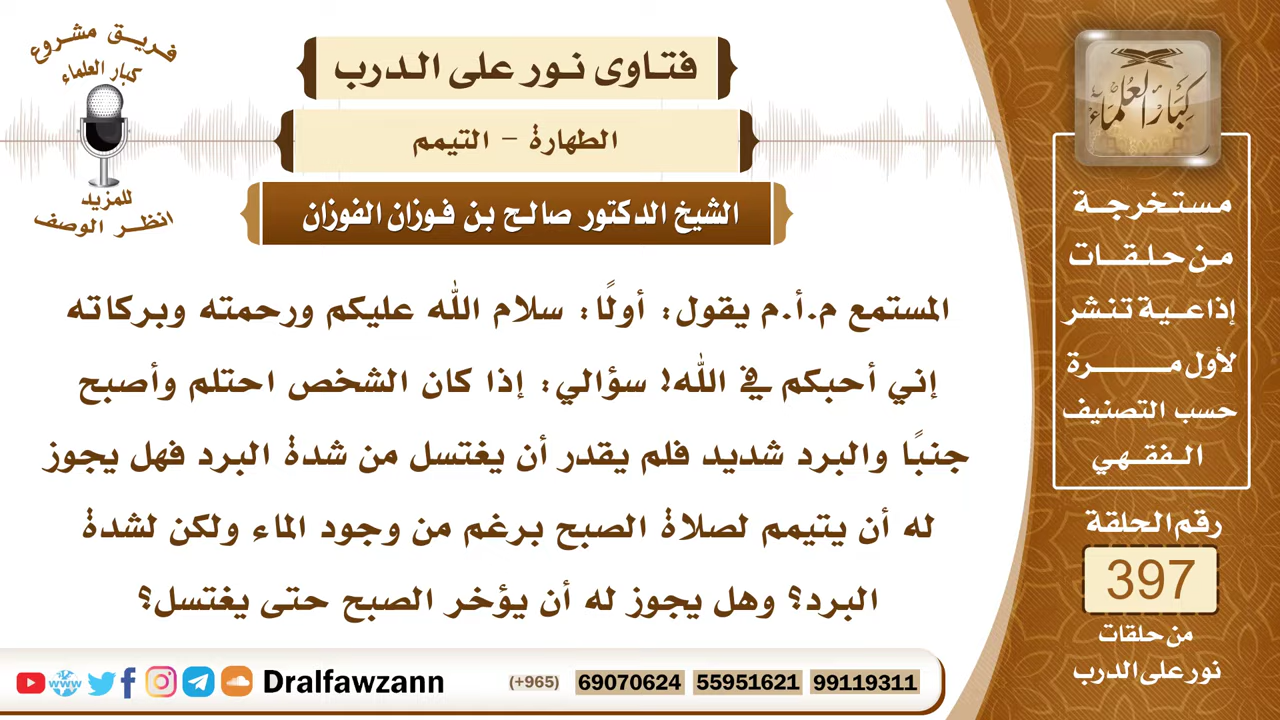 فريق مشروع
كبار العلماء
للمزيد
انظر الوصف
فتاوى نور على الدرب
الطهارة - التيمم
الشيخ الدكتور صالح بن فوزان الفوزان
المستمع م.أ.م يقول: أولًا: سلام الله عليكم ورحمته وبركاته
إني أحبكم في الله! سؤالي: إذا كان الشخص احتلم وأصبح
جنبًا والبرد شديد فلم يقدر أن يغتسل من شدة البرد فهل يجوز
له أن يتيمم لصلاة الصبح برغم من وجود الماء ولكن لشدة
البرد؟ وهل يجوز له أن يؤخر الصبح حتى يغتسل؟
كبار العلماء
مستخرجة
من حلقات
إذاعية تنشر
لأول مرة
حسب التصنيف
الفقهي
رقم الحلقة
397
من حلقات
نور على الدرب
www
Dralfawzann (+965) 69070624 55951621 99119311